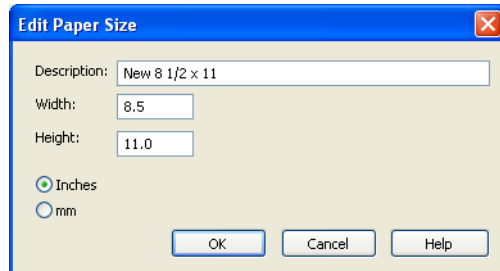 Edit Paper Size
Description: New 8 1/2 x 11
Width: 8.5
Height: 11.0
Inches
mm
OK Cancel Help